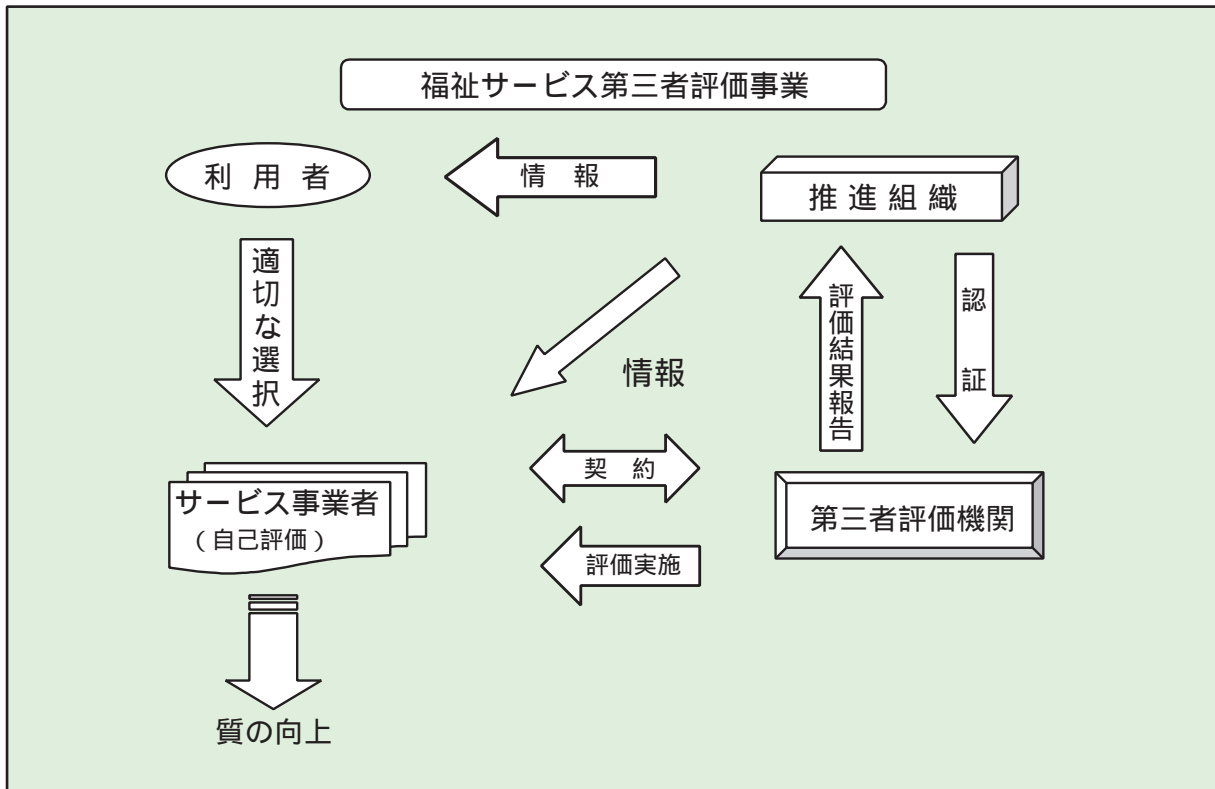 福祉サービス第三者評価事業
利用者
情報
推進組織
適切な選択
情報
評価結果報告
認証
サービス事業者
(自己評価)
契約
第三者評価機関
評価実施
質の向上